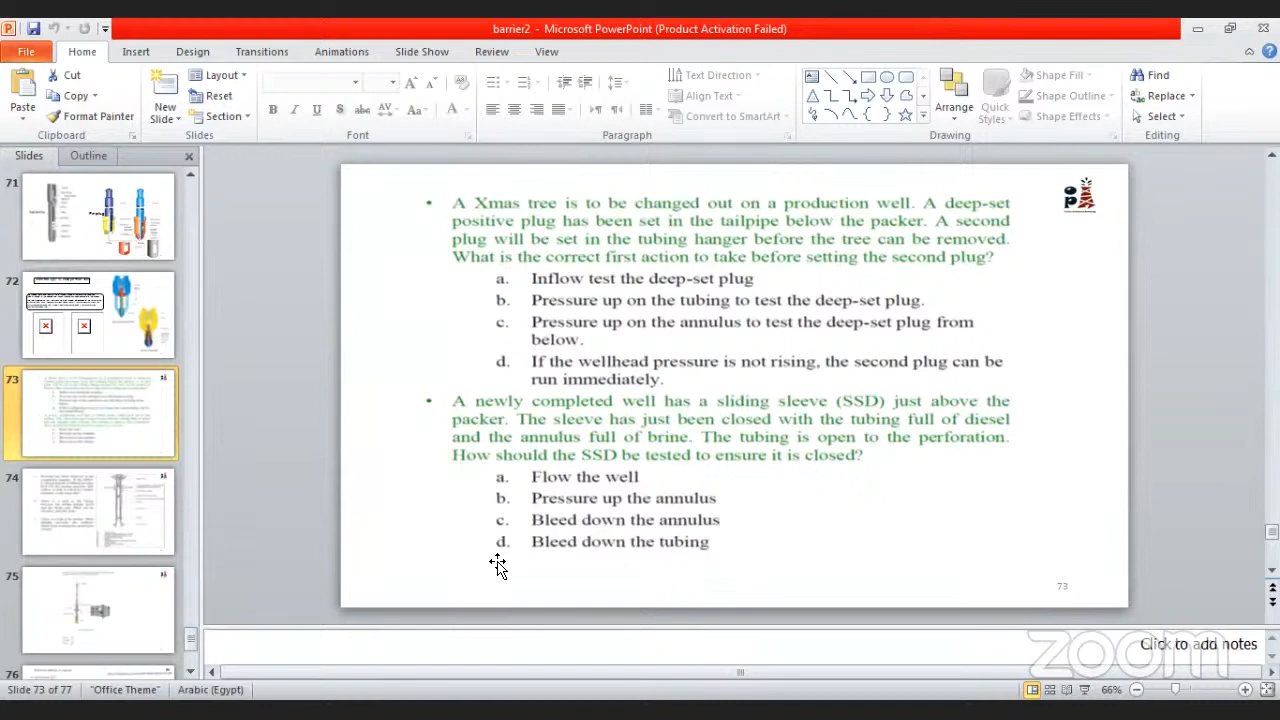 barrier2 - Microsoft PowerPoint (Product Activation Failed)
File Home Insert Design Transitions Animations Slide Show Review View
Paste
Cut
Copy
Format Painter
Clipboard
New Slide
Layout
Reset
Section
Slides
Font
Paragraph
Text Direction
Align Text
Convert to SmartArt
Arrange
Quick Styles
Shape Fill
Shape Outline
Shape Effects
Drawing
Find
Replace
Select
Editing
Slides Outline
71
72
73
74
75
76
• A Xmas tree is to be changed out on a production well. A deep-set
positive plug has been set in the tailpipe below the packer. A second
plug will be set in the tubing hanger before the tree can be removed.
What is the correct first action to take before setting the second plug?
a. Inflow test the deep-set plug
b. Pressure up on the tubing to test the deep-set plug.
c. Pressure up on the annulus to test the deep-set plug from
below.
d. If the wellhead pressure is not rising, the second plug can be
run immediately.
• A newly completed well has a sliding sleeve (SSD) just above the
packer. The sleeve has just been closed with the tubing full of diesel
and the annulus full of brine. The tubing is open to the perforation.
How should the SSD be tested to ensure it is closed?
a. Flow the well
b. Pressure up the annulus
c. Bleed down the annulus
d. Bleed down the tubing
73
Click to add notes
zoom
Slide 73 of 77 "Office Theme" Arabic (Egypt) 66%